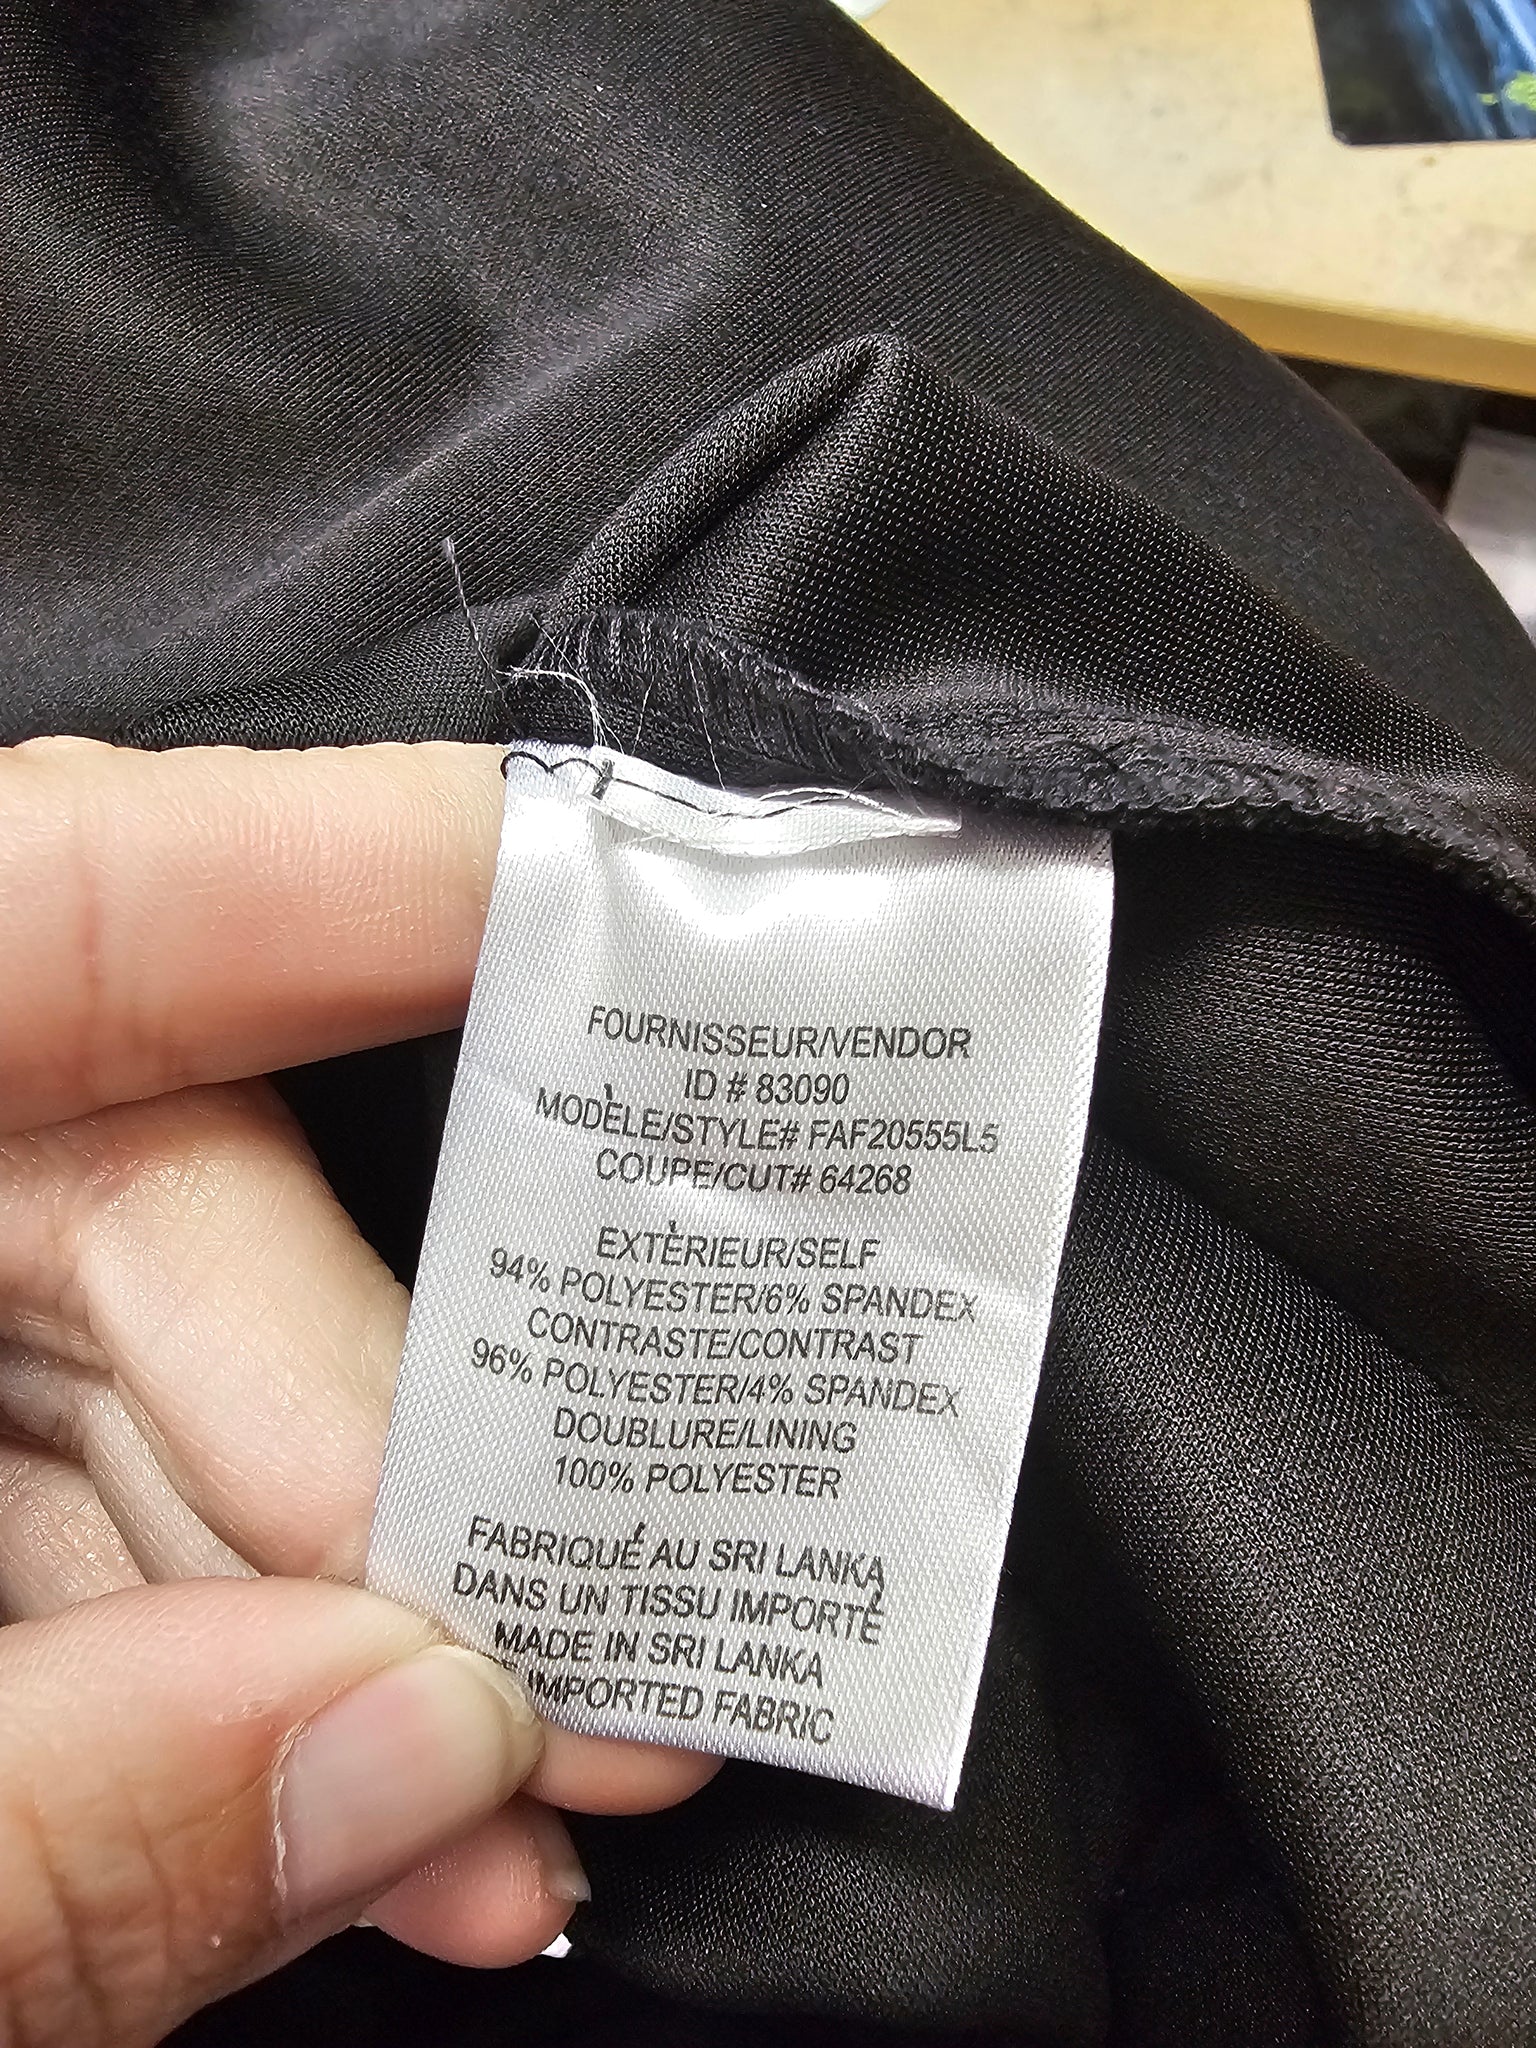 FOURNISSEUR/VENDOR
ID # 83090
MODÈLE/STYLE# FAF20555L5
COUPE/CUT# 64268
EXTÈRIEUR/SELF
94% POLYESTER/6% SPANDEX
CONTRASTE/CONTRAST
96% POLYESTER/4% SPANDEX
DOUBLURE/LINING
100% POLYESTER
FABRIQUÉ AU SRI LANKA
DANS UN TISSU IMPORTÉ
MADE IN SRI LANKA
IMPORTED FABRIC